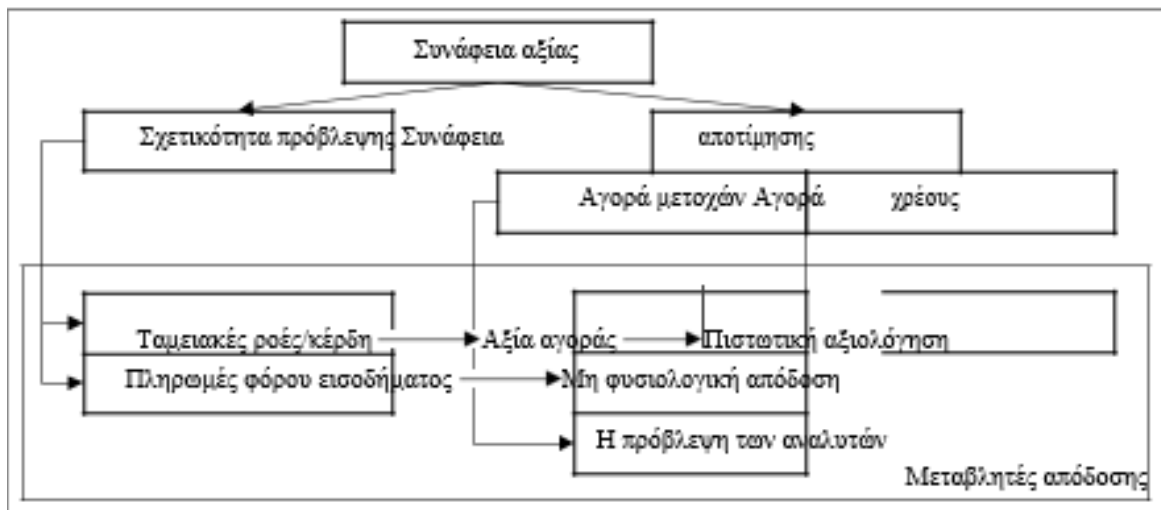 Συνάφεια αξίας
Σχετικότητα πρόβλεψης Συνάφεια αποτίμησης
Αγορά μετοχών Αγορά χρέους
Ταμειακές ροές/κέρδη Αξία αγοράς Πιστωτική αξιολόγηση
Πληρωμές φόρου εισοδήματος Μη φυσιολογική απόδοση
Η πρόβλεψη των αναλυτών
Μεταβλητές απόδοσης